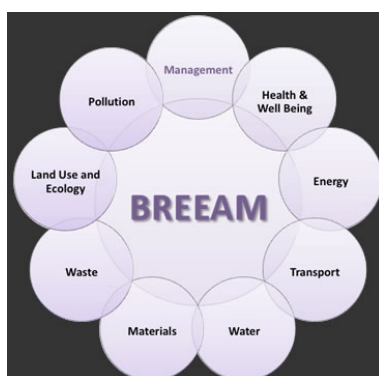 Management
Health &
Well Being
Energy
Transport
Water
Materials
Waste
Land Use and
Ecology
Pollution
BREEAM